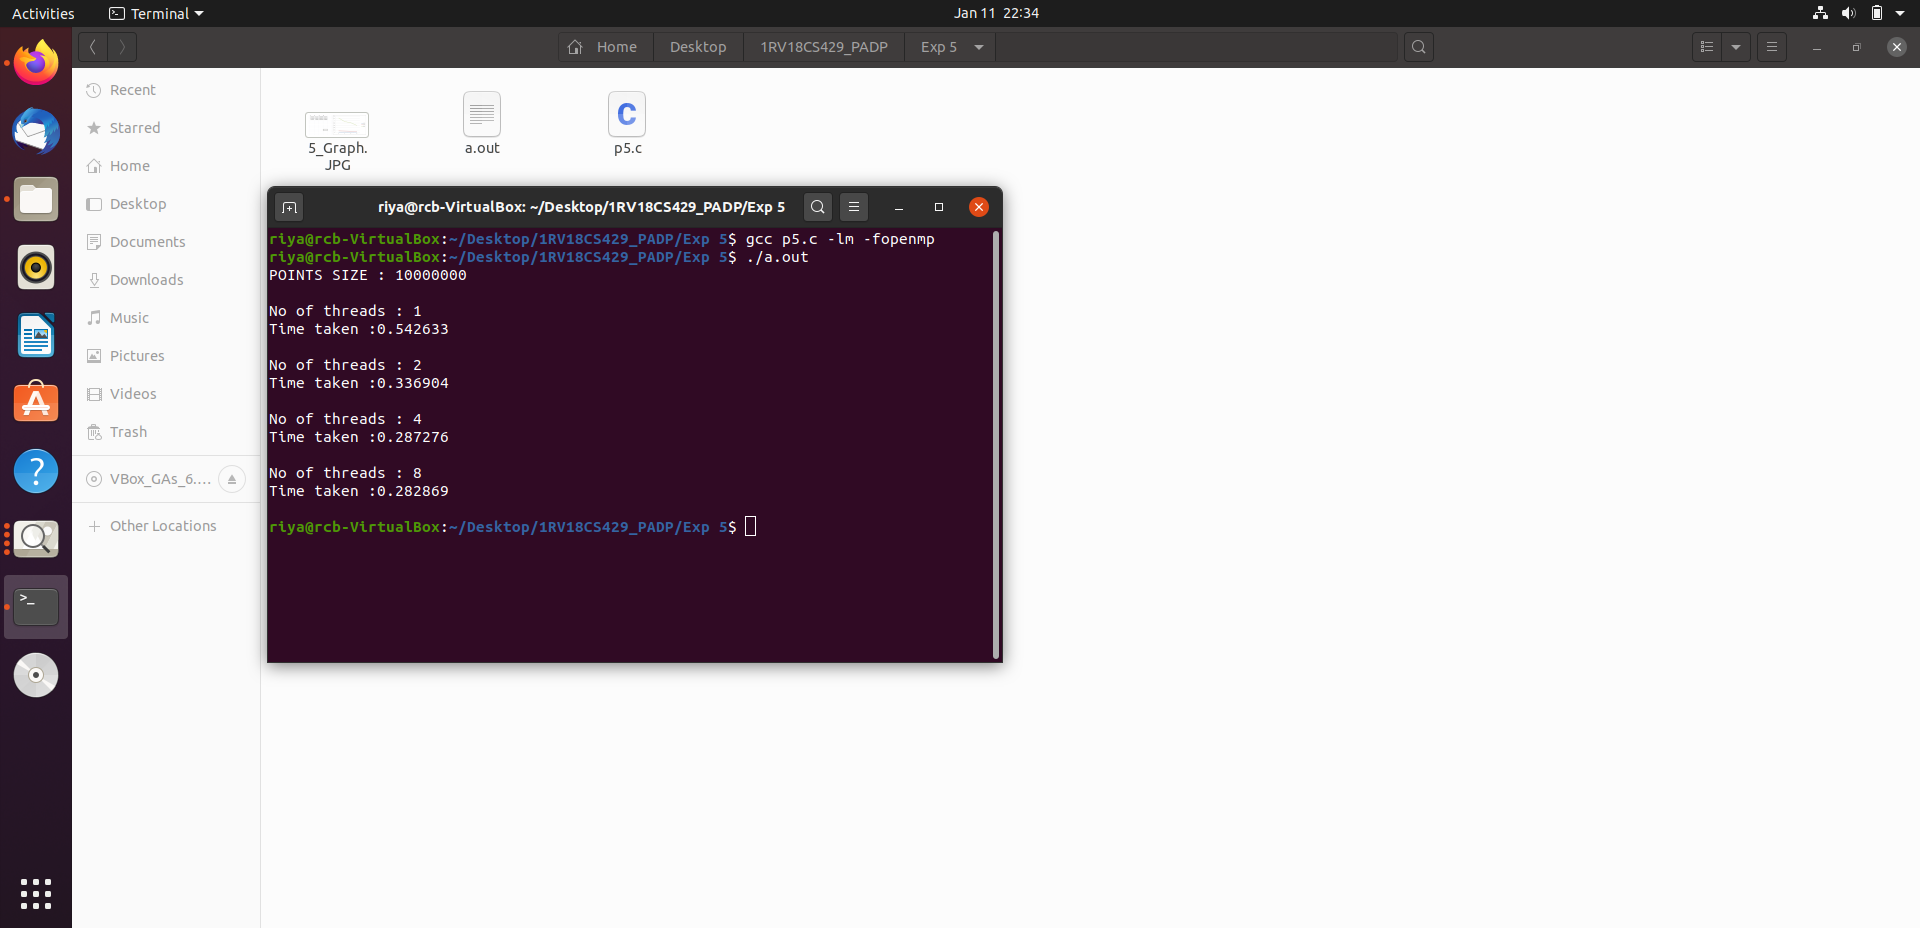 Activities
Terminal
Jan 11 22:34
Home
Desktop
1RV18CS429_PADP
Exp 5
Recent
Starred
Home
Desktop
Documents
Downloads
Music
Pictures
Videos
Trash
VBox_GAs_6....
Other Locations
5_Graph.
JPG
a.out
C
p5.c
riya@rcb-VirtualBox: ~/Desktop/1RV18CS429_PADP/Exp 5
riya@rcb-VirtualBox:~/Desktop/1RV18CS429_PADP/Exp 5$ gcc p5.c -lm -fopenmp
riya@rcb-VirtualBox:~/Desktop/1RV18CS429_PADP/Exp 5$ ./a.out
POINTS SIZE : 10000000
No of threads : 1
Time taken :0.542633
No of threads : 2
Time taken :0.336904
No of threads : 4
Time taken :0.287276
No of threads : 8
Time taken :0.282869
riya@rcb-VirtualBox:~/Desktop/1RV18CS429_PADP/Exp 5$